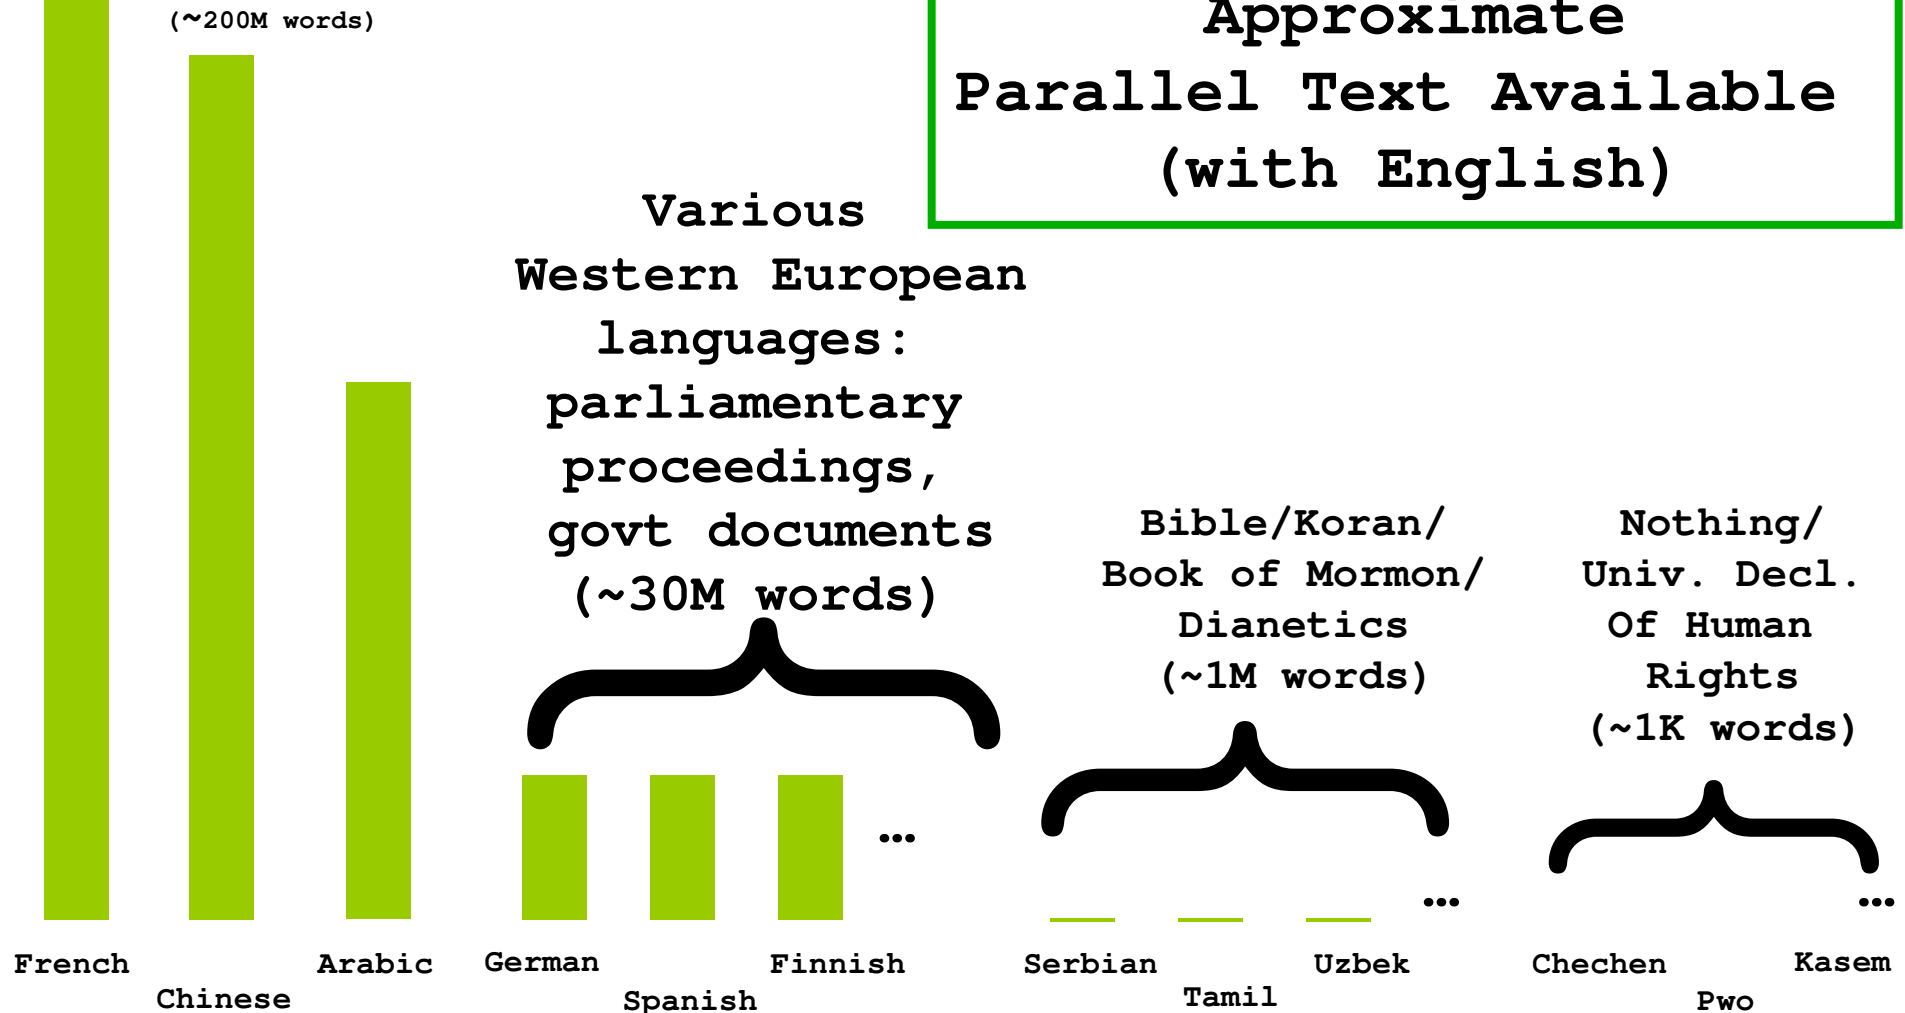 (~200M words)
Approximate
Parallel Text Available
(with English)
Various
Western European
languages:
parliamentary
proceedings,
govt documents
(~30M words)
Bible/Koran/
Book of Mormon/
Dianetics
(~1M words)
Nothing/
Univ. Decl.
Of Human
Rights
(~1K words)
…
…
…
French
Chinese
Arabic
German
Spanish
Finnish
Serbian
Tamil
Uzbek
Chechen
Pwo
Kasem